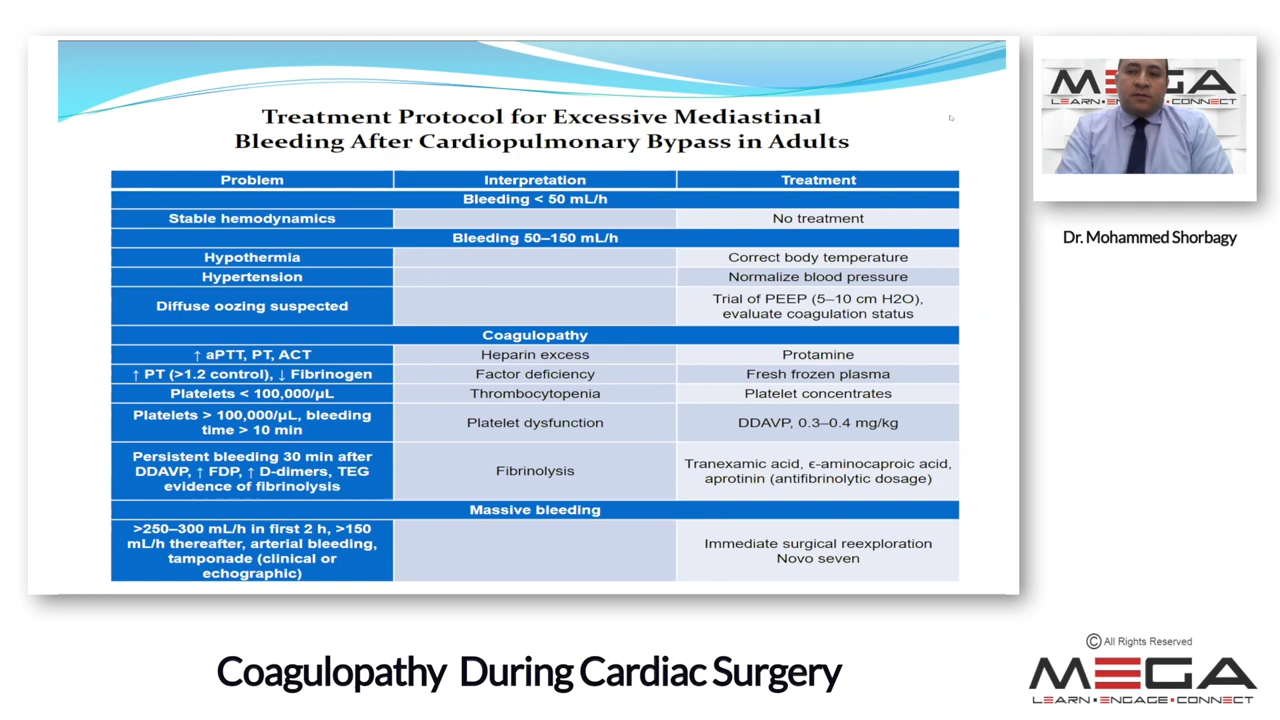 Treatment Protocol for Excessive Mediastinal
Bleeding After Cardiopulmonary Bypass in Adults
Problem Interpretation Treatment
Bleeding < 50 mL/h
Stable hemodynamics No treatment
Bleeding 50–150 mL/h
Hypothermia Correct body temperature
Hypertension Normalize blood pressure
Diffuse oozing suspected
Trial of PEEP (5–10 cm H2O),
evaluate coagulation status
Coagulopathy
↑ aPTT, PT, ACT Heparin excess Protamine
↑ PT (>1.2 control), ↓ Fibrinogen Factor deficiency Fresh frozen plasma
Platelets < 100,000/µL Thrombocytopenia Platelet concentrates
Platelets > 100,000/µL, bleeding
time > 10 min
Platelet dysfunction
DDAVP, 0.3–0.4 mg/kg
Persistent bleeding 30 min after
DDAVP, ↑ FDP, ↑ D-dimers, TEG
evidence of fibrinolysis
Fibrinolysis
Tranexamic acid, ϵ-aminocaproic acid,
aprotinin (antifibrinolytic dosage)
Massive bleeding
>250–300 mL/h in first 2 h, >150
mL/h thereafter, arterial bleeding,
tamponade (clinical or
echographic)
Immediate surgical reexploration
Novo seven
MEGA
LEARN•ENGAGE•CONNECT
Dr. Mohammed Shorbagy
Coagulopathy During Cardiac Surgery
© All Rights Reserved
MEGA
LEARN•ENGAGE•CONNECT